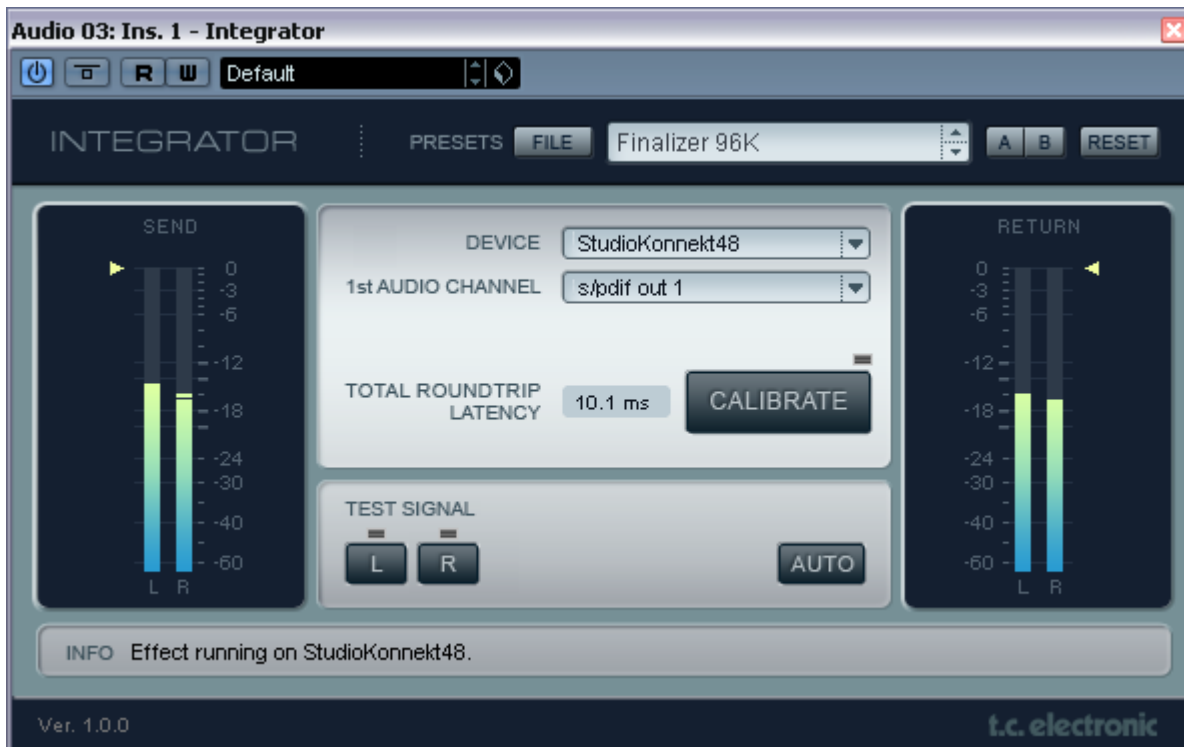 Audio 03: Ins. 1 - Integrator
R W Default
INTEGRATOR PRESETS FILE Finalizer 96K A B RESET
SEND
0
-3
-6
-12
-18
-24
-30
-40
-60
L R
DEVICE StudioKonnekt48
1st AUDIO CHANNEL s/pdif out 1
TOTAL ROUNDTRIP
LATENCY 10.1 ms CALIBRATE
TEST SIGNAL
L R AUTO
RETURN
0
-3
-6
-12
-18
-24
-30
-40
-60
L R
INFO Effect running on StudioKonnekt48.
Ver. 1.0.0 t.c. electronic